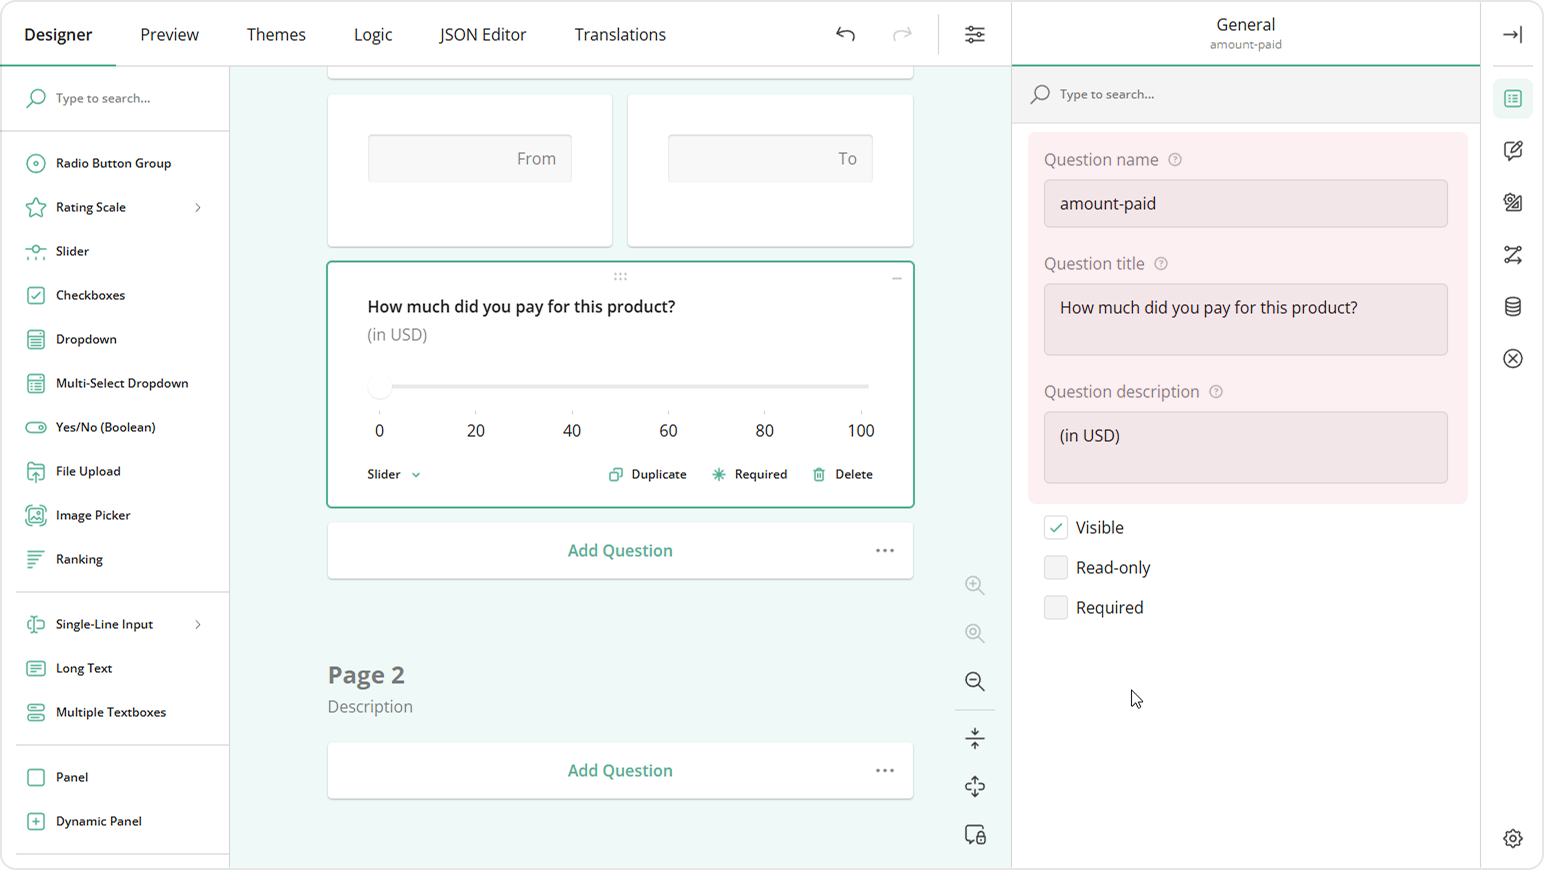 Designer
Preview
Themes
Logic
JSON Editor
Translations
General
amount-paid
Type to search...
Radio Button Group
Rating Scale
Slider
Checkboxes
Dropdown
Multi-Select Dropdown
Yes/No (Boolean)
File Upload
Image Picker
Ranking
Single-Line Input
Long Text
Multiple Textboxes
Panel
Dynamic Panel
From
To
How much did you pay for this product?
(in USD)
0 20 40 60 80 100
Slider
Duplicate
Required
Delete
Add Question
Page 2
Description
Add Question
Type to search...
Question name
amount-paid
Question title
How much did you pay for this product?
Question description
(in USD)
Visible
Read-only
Required